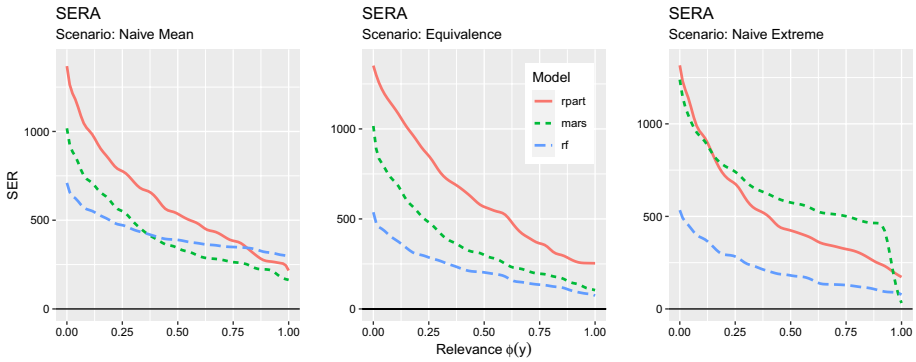 SERA
Scenario: Naive Mean
SER
1000
500
0
0.00 0.25 0.50 0.75 1.00
SERA
Scenario: Equivalence
Model
rpart
mars
rf
1000
500
250
0
0.00 0.25 0.50 0.75 1.00
Relevance ϕ(y)
SERA
Scenario: Naive Extreme
1000
500
0
0.00 0.25 0.50 0.75 1.00